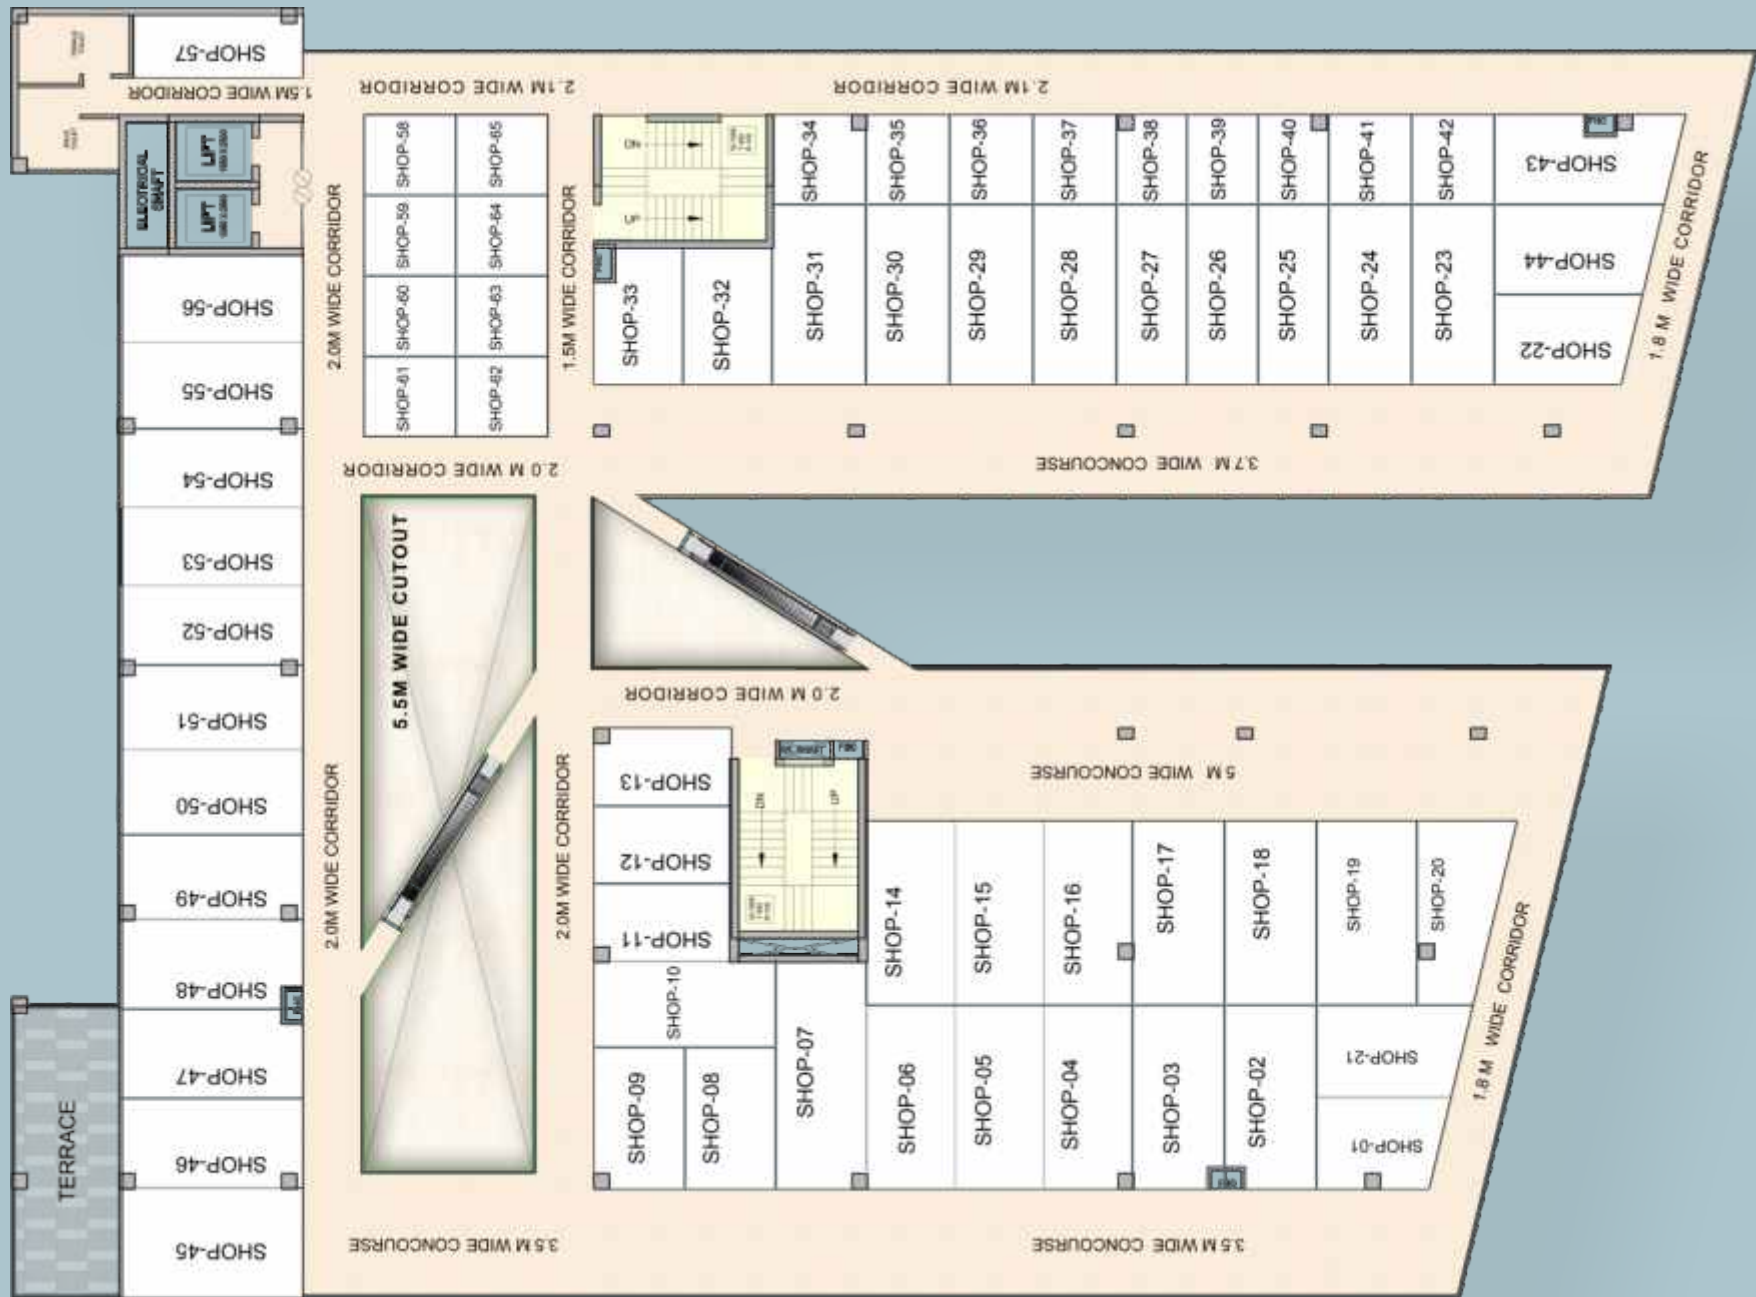 SHOP-57
FEMALE
TOILET
1.5M WIDE CORRIDOR
2.1M WIDE CORRIDOR
2.1M WIDE CORRIDOR
MALE
TOILET
ELECTRICAL
SHAFT
LIFT
LIFT
SHOP-58
SHOP-65
SHOP-59
SHOP-64
SHOP-60
SHOP-63
SHOP-61
SHOP-62
2.0M WIDE CORRIDOR
1.5M WIDE CORRIDOR
DN
UP
FHC
SHOP-34
SHOP-35
SHOP-36
SHOP-37
SHOP-38
SHOP-39
SHOP-40
SHOP-41
SHOP-42
SHOP-43
SHOP-33
SHOP-32
SHOP-31
SHOP-30
SHOP-29
SHOP-28
SHOP-27
SHOP-26
SHOP-25
SHOP-24
SHOP-23
SHOP-44
SHOP-22
1.8 M WIDE CORRIDOR
SHOP-56
SHOP-55
SHOP-54
SHOP-53
SHOP-52
SHOP-51
SHOP-50
SHOP-49
SHOP-48
SHOP-47
SHOP-46
SHOP-45
TERRACE
2.0 M WIDE CORRIDOR
3.7 M WIDE CONCOURSE
5.5M WIDE CUTOUT
2.0 M WIDE CORRIDOR
2.0M WIDE CORRIDOR
2.0M WIDE CORRIDOR
5 M WIDE CONCOURSE
SHOP-13
SHOP-12
SHOP-11
DN
UP
SHOP-10
SHOP-09
SHOP-08
SHOP-07
SHOP-14
SHOP-15
SHOP-16
SHOP-17
SHOP-18
SHOP-19
SHOP-20
SHOP-06
SHOP-05
SHOP-04
SHOP-03
SHOP-02
SHOP-21
SHOP-01
1.8 M WIDE CORRIDOR
3.5 M WIDE CONCOURSE
3.5 M WIDE CONCOURSE